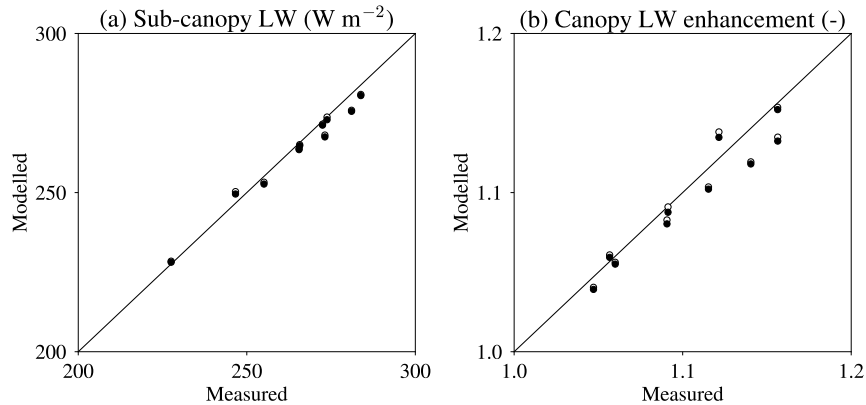 (a) Sub-canopy LW (W m⁻²)
300
250
200
Modelled
200
250
300
Measured
(b) Canopy LW enhancement (-)
1.2
1.1
1.0
Modelled
1.0
1.1
1.2
Measured